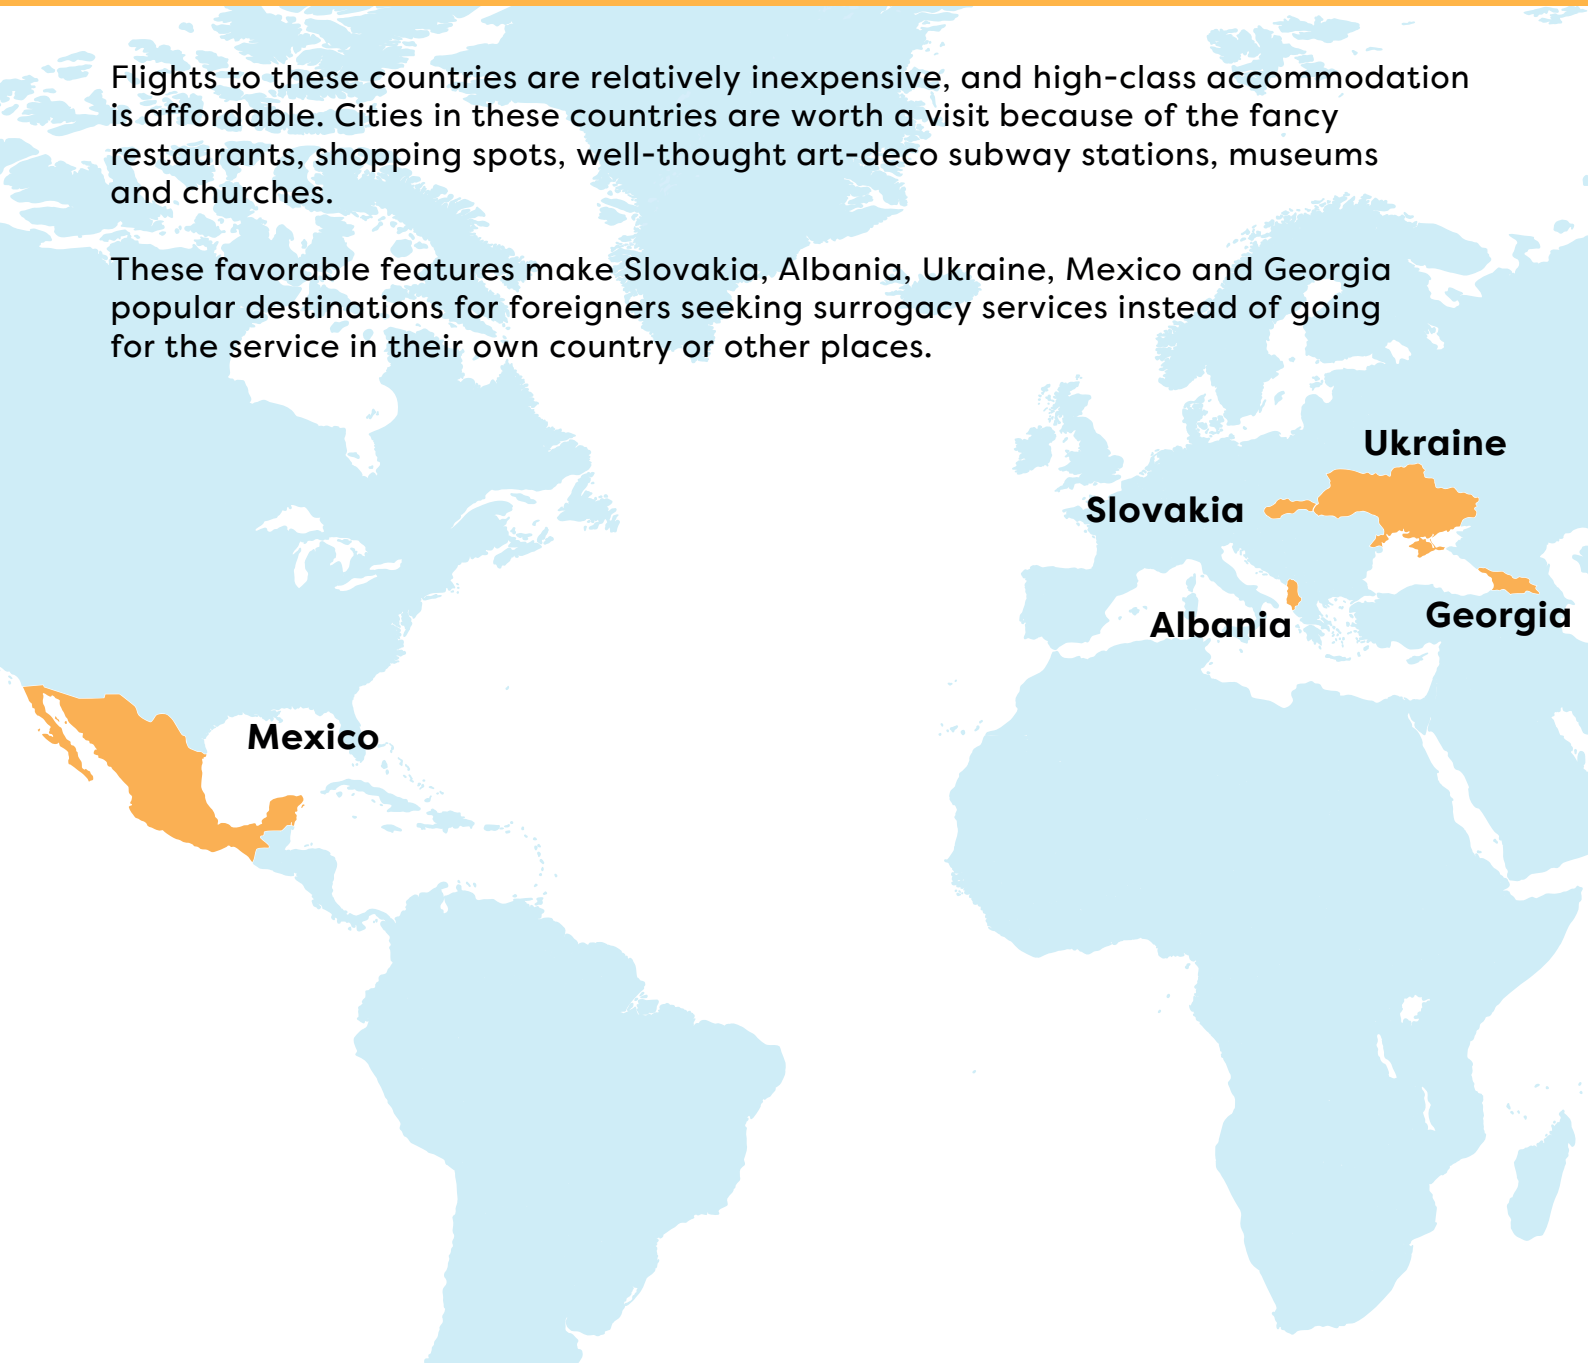 Flights to these countries are relatively inexpensive, and high-class accommodation
is affordable. Cities in these countries are worth a visit because of the fancy
restaurants, shopping spots, well-thought art-deco subway stations, museums
and churches.
These favorable features make Slovakia, Albania, Ukraine, Mexico and Georgia
popular destinations for foreigners seeking surrogacy services instead of going
for the service in their own country or other places.
Ukraine
Slovakia
Albania
Georgia
Mexico